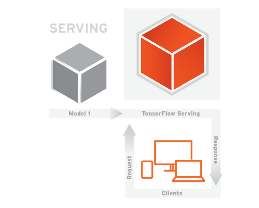 SERVING
Model 1
TensorFlow Serving
Request
Response
Clients